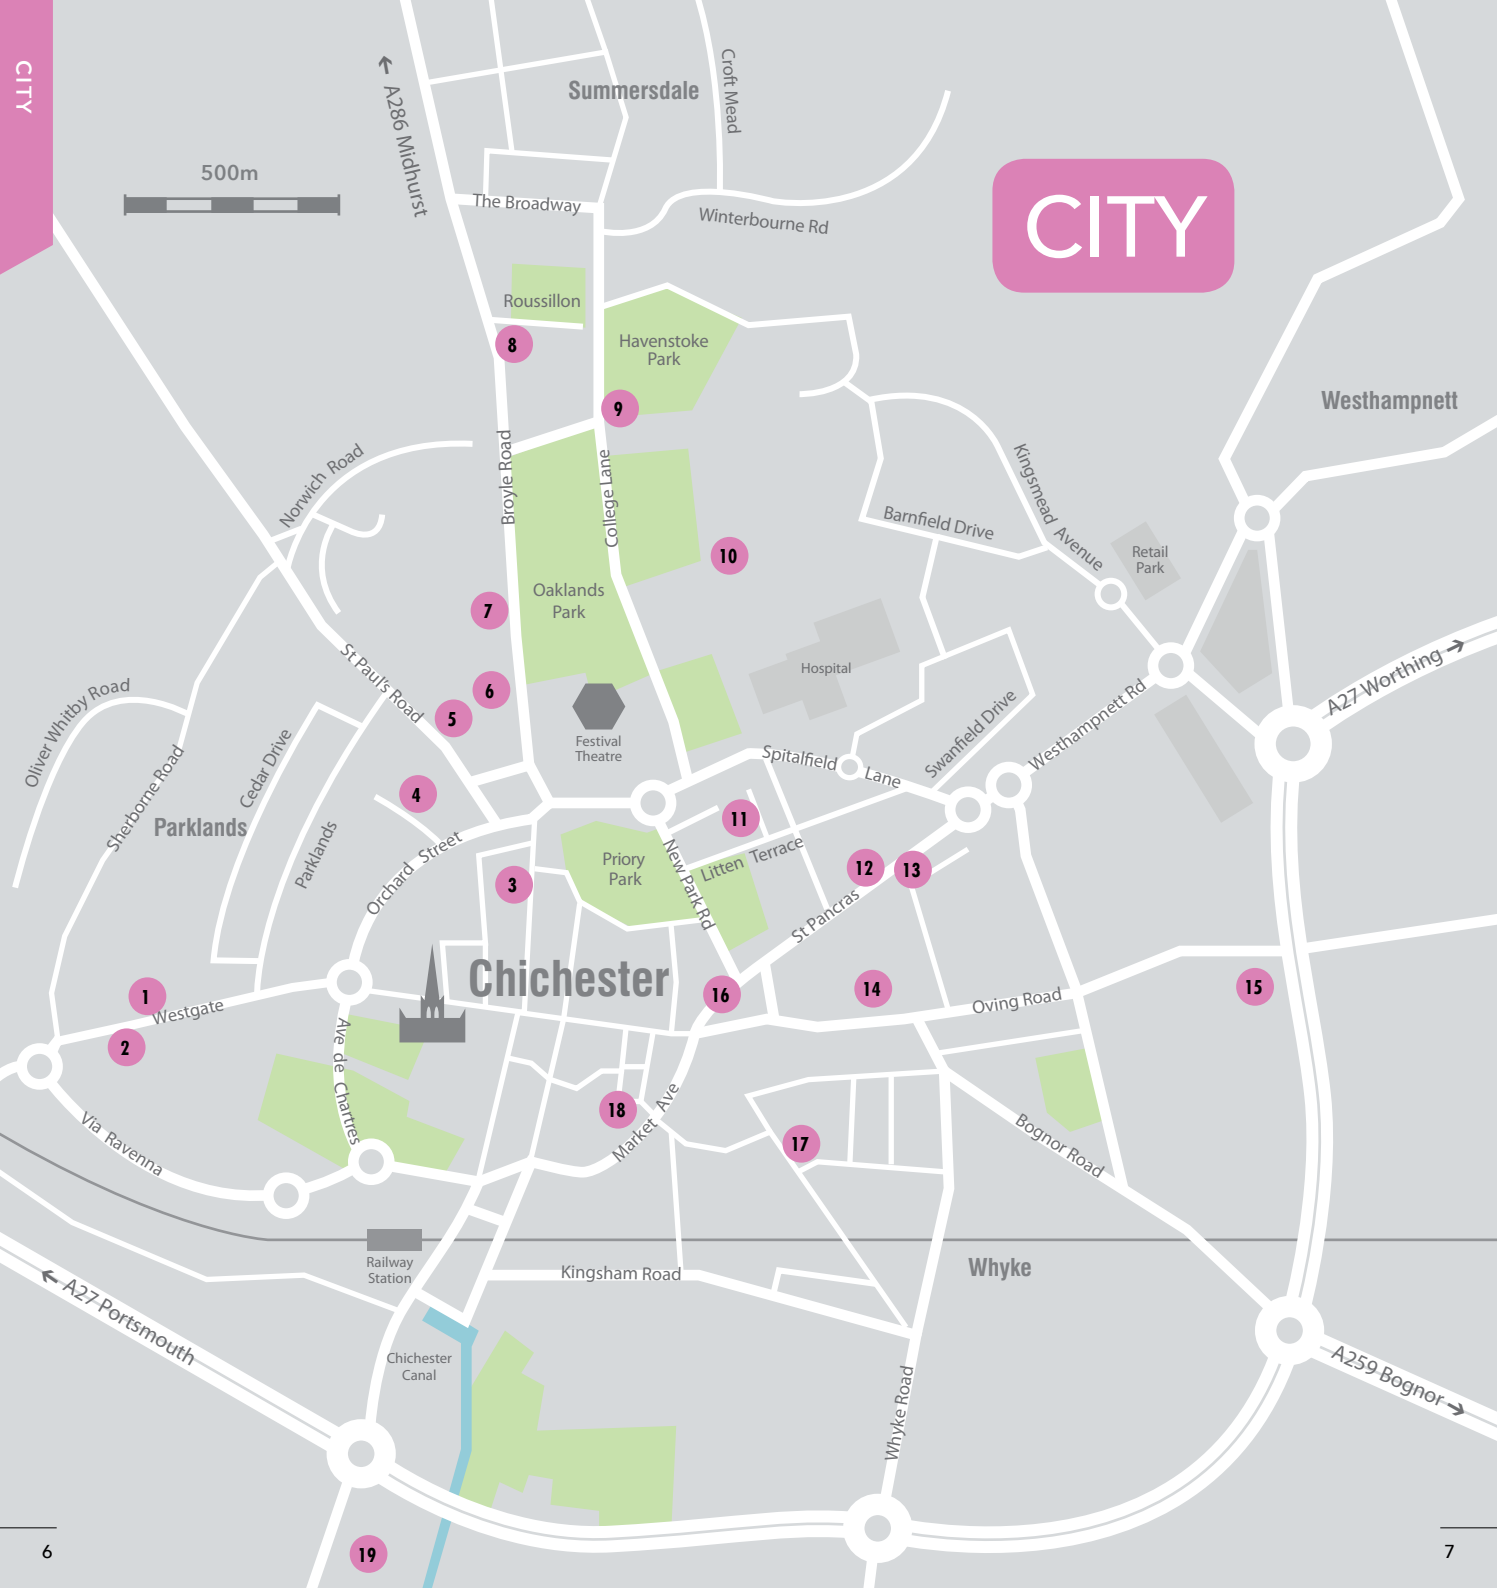 CITY
A286 Midhurst
Summersdale
Croft Mead
500m
The Broadway
Winterbourne Rd
CITY
Roussillon
8
Havenstoke
Park
9
Westhampnett
Norwich Road
Broyle Road
College Lane
Kingsmead Avenue
Barnfield Drive
10
Retail
Park
Oaklands
Park
7
St Paul's Road
Hospital
6
5
Oliver Whitby Road
A27 Worthing
Westhampnett Rd
Swanfield Drive
Festival
Theatre
Spitalfield Lane
Cedar Drive
Sherborne Road
4
11
Parklands
Parklands
Orchard Street
New Park Rd
Litten Terrace
Priory
Park
3
12
13
St Pancras
Chichester
1
16
14
15
Westgate
Oving Road
2
Ave de Chartres
18
Market Ave
Via Ravenna
17
Bognor Road
Railway
Station
Kingsham Road
Whyke
A27 Portsmouth
Chichester
Canal
A259 Bognor
Whyke Road
19
6
7